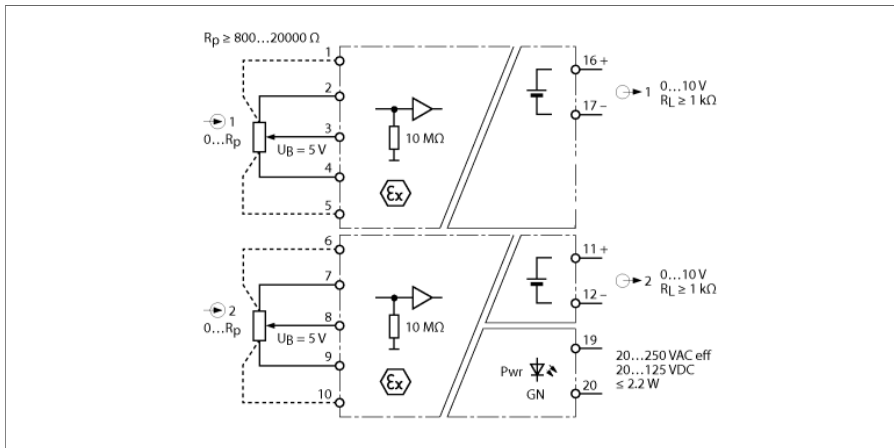 Rp ≥ 800...20000 Ω
1
2
3
4
5
1
0...Rp
UB = 5 V
10 MΩ
Ex
16 +
17 –
1
0...10 V
RL ≥ 1 kΩ
6
7
8
9
10
2
0...Rp
UB = 5 V
10 MΩ
Ex
11 +
12 –
2
0...10 V
RL ≥ 1 kΩ
19
20
Pwr
GN
20...250 VAC eff
20...125 VDC
≤ 2.2 W